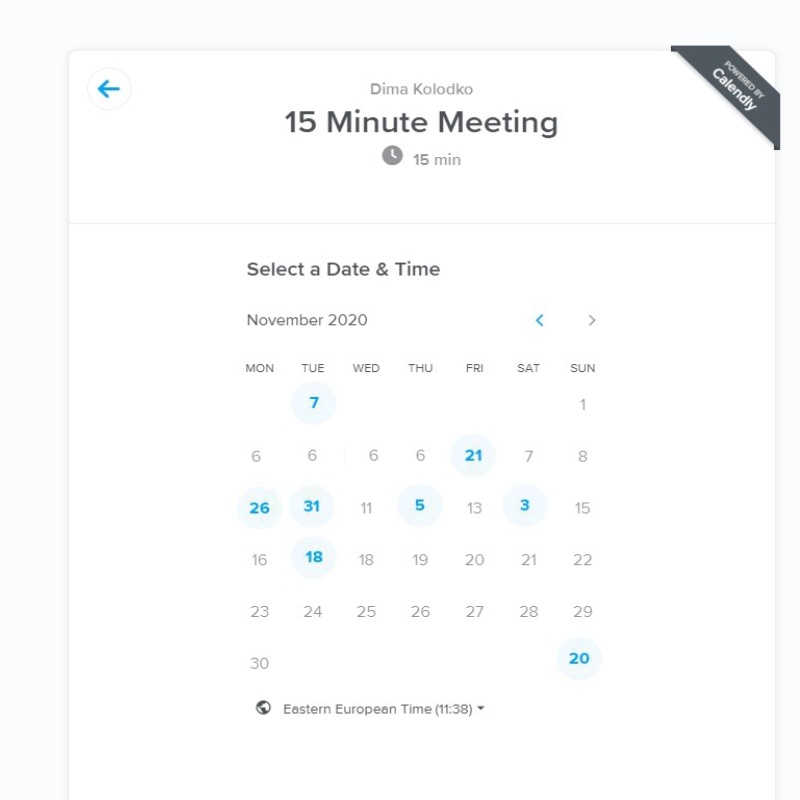 POWERED BY
Calendly
Dima Kolodko
15 Minute Meeting
15 min
Select a Date & Time
November 2020
MON TUE WED THU FRI SAT SUN
7 1
6 6 6 6 21 7 8
26 31 11 5 13 3 15
16 18 18 19 20 21 22
23 24 25 26 27 28 29
30 20
Eastern European Time (11:38)